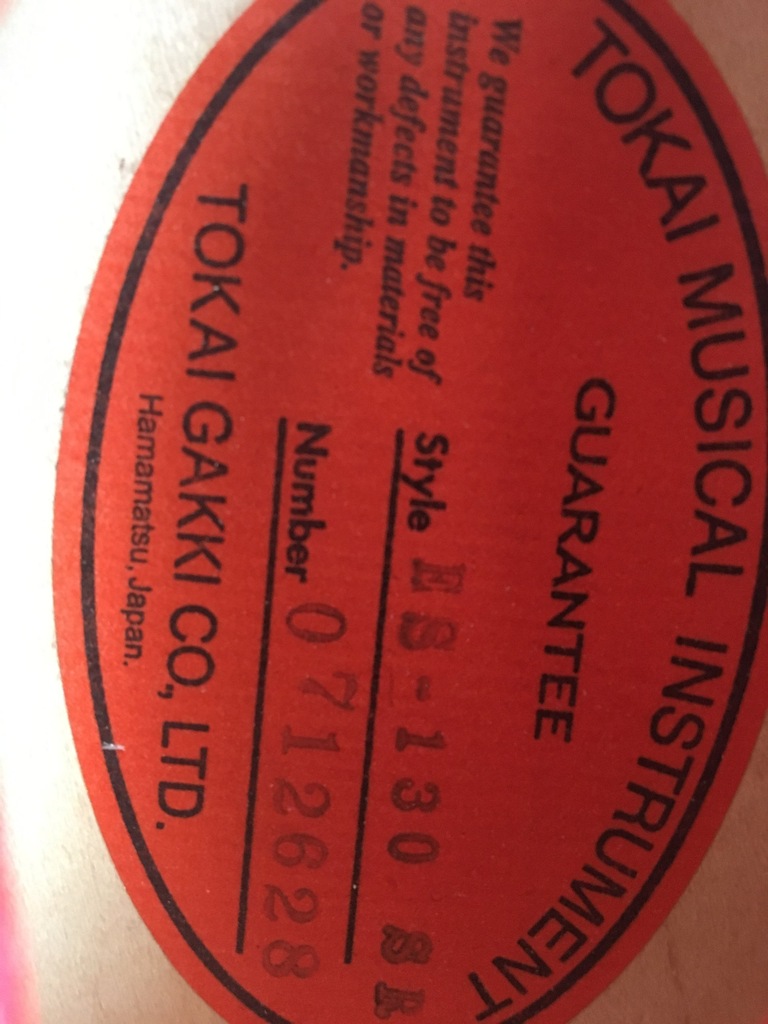 TOKAI MUSICAL INSTRUMENT
GUARANTEE
We guarantee this
instrument to be free of
any defects in materials
or workmanship.
Style ES-130 SR
Number 0712628
TOKAI GAKKI CO., LTD.
Hamamatsu, Japan.